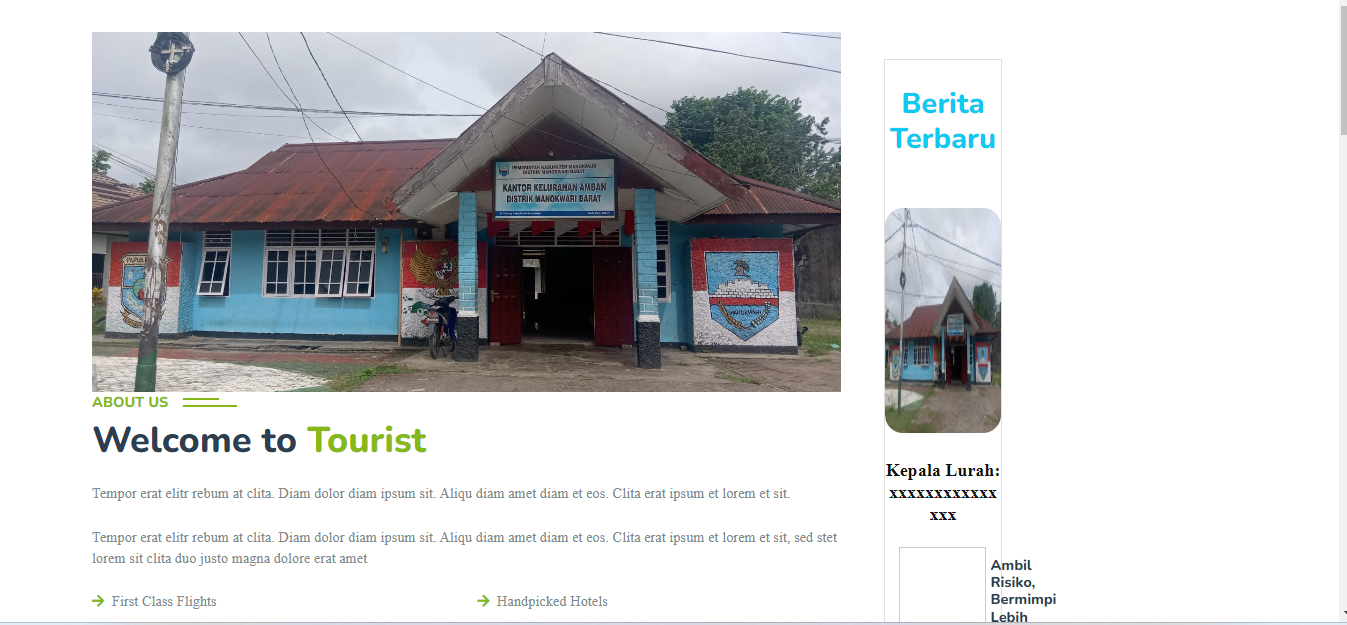 PEMERINTAH KABUPATEN MANOKWARI
DISTRIK MANOKWARI BARAT
KANTOR KELURAHAN AMBAN
DISTRIK MANOKWARI BARAT
ABOUT US
Welcome to Tourist
Tempor erat elitr rebum at clita. Diam dolor diam ipsum sit. Aliqu diam amet diam et eos. Clita erat ipsum et lorem et sit.
Tempor erat elitr rebum at clita. Diam dolor diam ipsum sit. Aliqu diam amet diam et eos. Clita erat ipsum et lorem et sit, sed stet
lorem sit clita duo justo magna dolore erat amet
First Class Flights
Handpicked Hotels
Berita
Terbaru
Kepala Lurah:
xxxxxxxxxxxx
xxx
Ambil
Risiko,
Bermimpi
Lebih